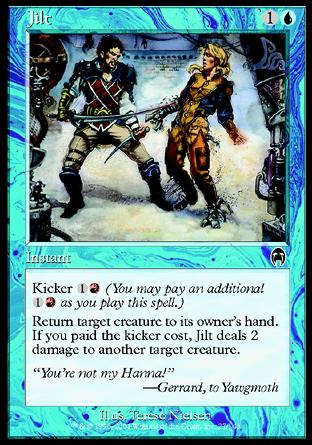 Jilt 1
Instant
Kicker 1 (You may pay an additional
1 as you play this spell.)
Return target creature to its owner's hand.
If you paid the kicker cost, Jilt deals 2
damage to another target creature.
"You're not my Hanna!"
—Gerrard, to Yawgmoth
Illus. Terese Nielsen